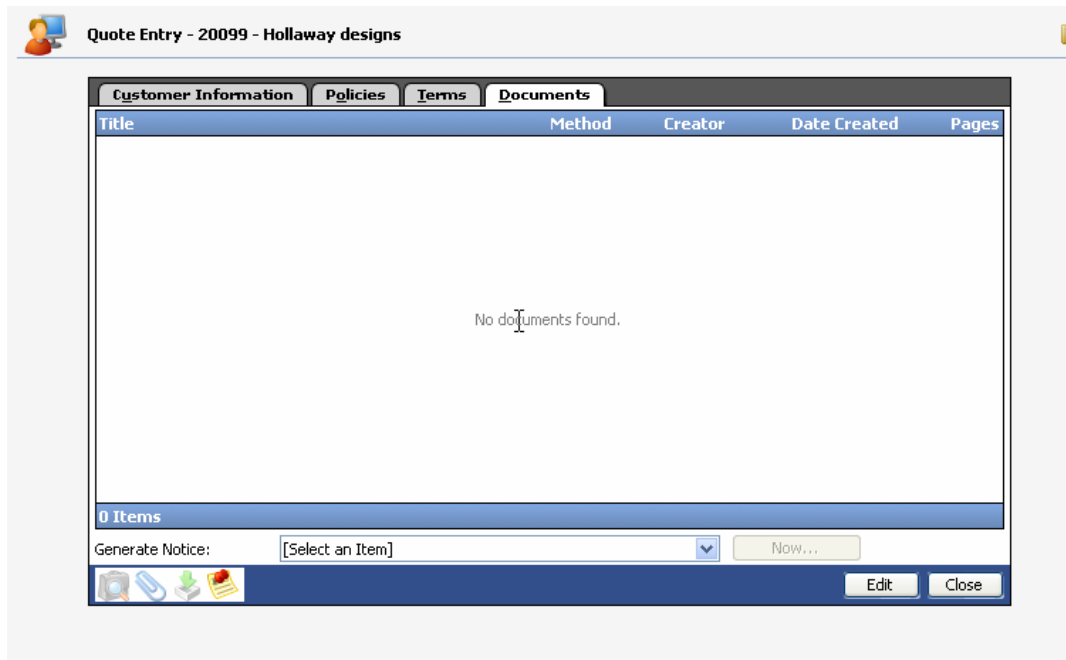 Quote Entry - 20099 - Hollaway designs
Customer Information Policies Terms Documents
Title Method Creator Date Created Pages
No documents found.
0 Items
Generate Notice: [Select an Item] Now...
Edit Close